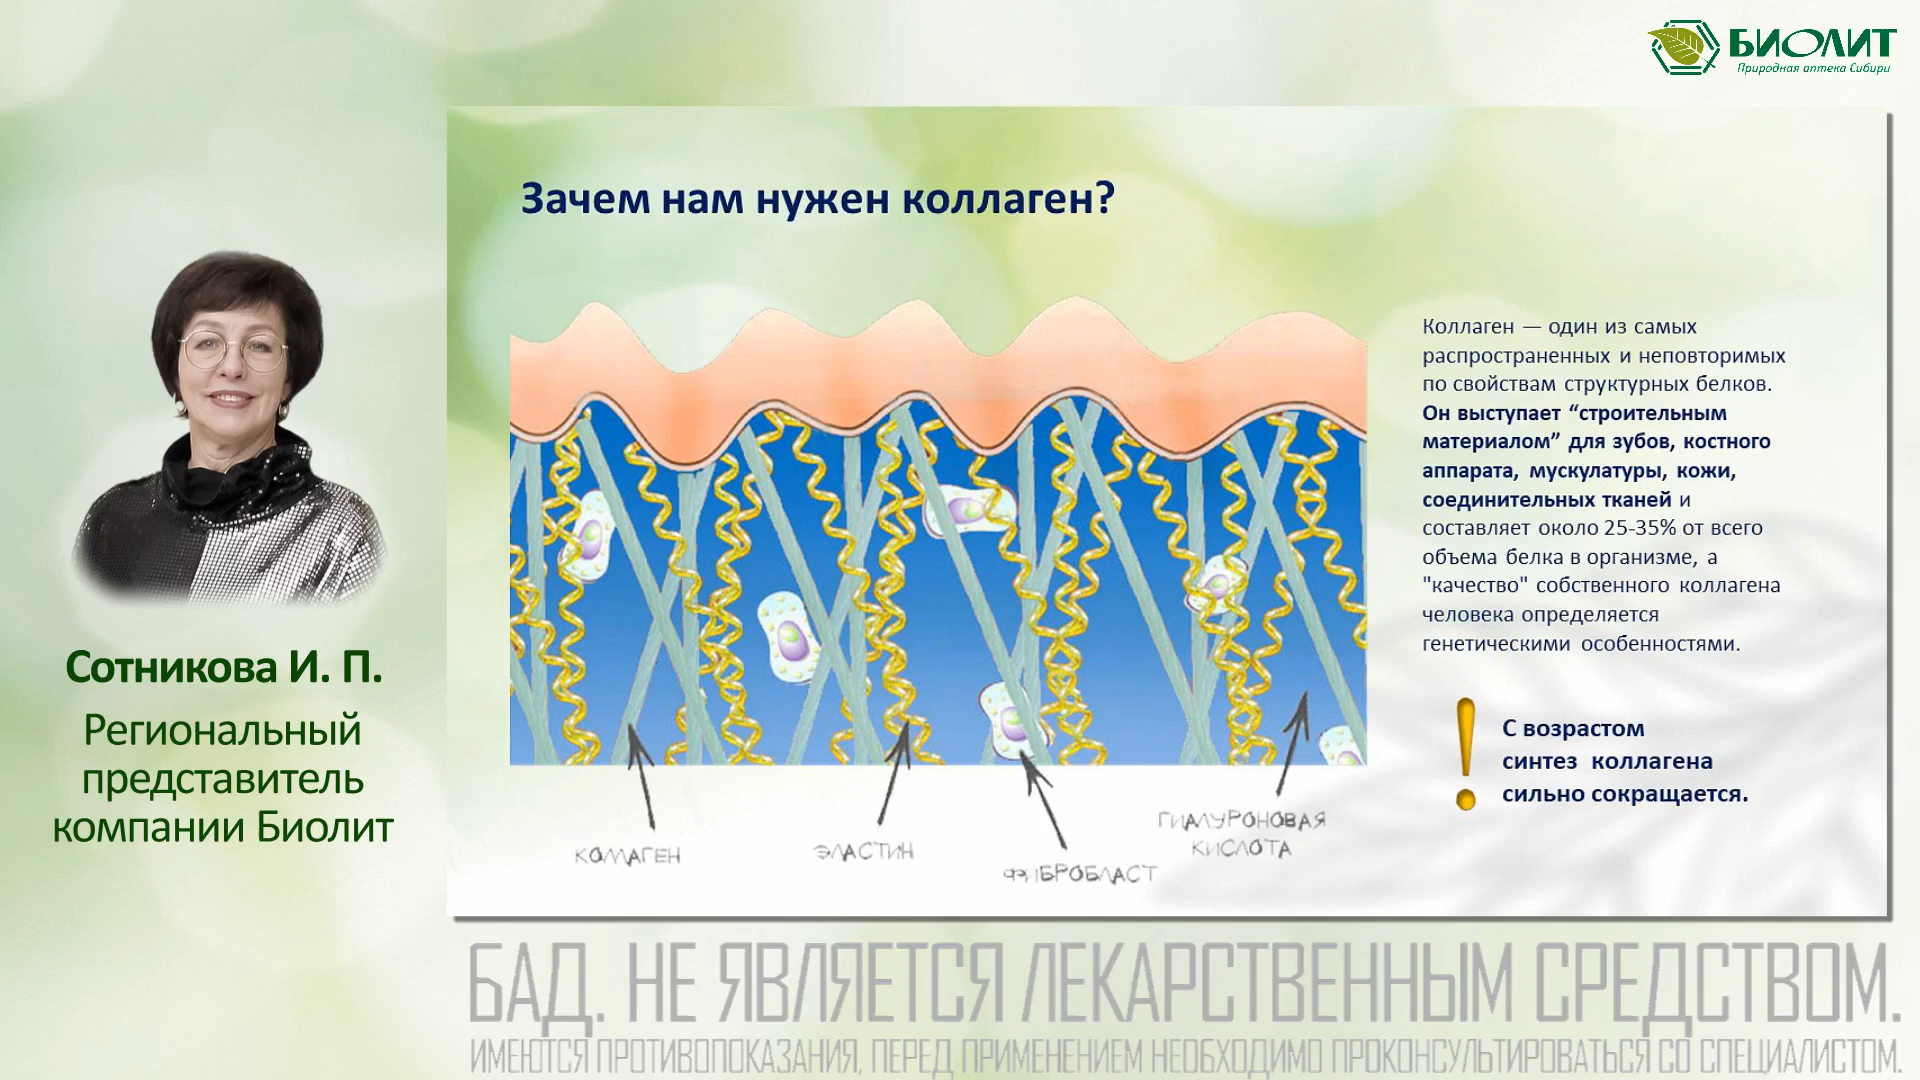 БИОЛИТ
Природная аптека Сибири
Зачем нам нужен коллаген?
Коллаген — один из самых
распространенных и неповторимых
по свойствам структурных белков.
Он выступает “строительным
материалом” для зубов, костного
аппарата, мускулатуры, кожи,
соединительных тканей и
составляет около 25-35% от всего
объема белка в организме, а
"качество" собственного коллагена
человека определяется
генетическими особенностями.
С возрастом
синтез коллагена
сильно сокращается.
КОЛЛАГЕН
ЭЛАСТИН
ФИБРОБЛАСТ
ГИАЛУРОНОВАЯ
КИСЛОТА
Сотникова И. П.
Региональный
представитель
компании Биолит
БАД. НЕ ЯВЛЯЕТСЯ ЛЕКАРСТВЕННЫМ СРЕДСТВОМ.
ИМЕЮТСЯ ПРОТИВОПОКАЗАНИЯ, ПЕРЕД ПРИМЕНЕНИЕМ НЕОБХОДИМО ПРОКОНСУЛЬТИРОВАТЬСЯ СО СПЕЦИАЛИСТОМ.